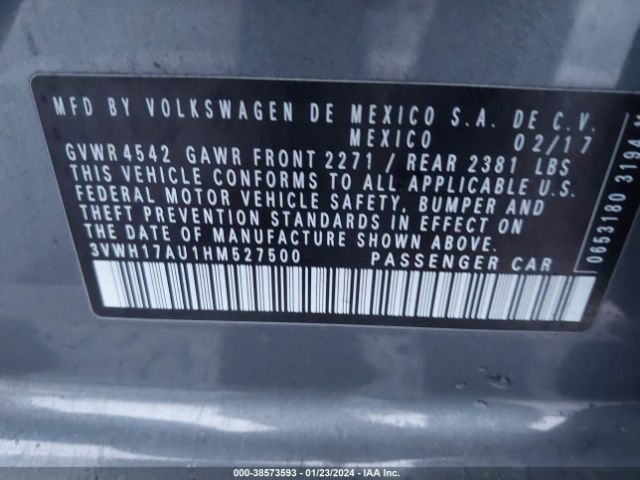 MFD BY VOLKSWAGEN DE MEXICO S.A. DE C.V.
MEXICO 02/17
GVWR 4542 GAWR FRONT 2271 / REAR 2381 LBS
THIS VEHICLE CONFORMS TO ALL APPLICABLE U.S.
FEDERAL MOTOR VEHICLE SAFETY, BUMPER AND
THEFT PREVENTION STANDARDS IN EFFECT ON
THE DATE OF MANUFACTURE SHOWN ABOVE.
3VWH17AU1HM527500 PASSENGER CAR
0653180 3194
000-38573593 - 01/23/2024 - IAA Inc.